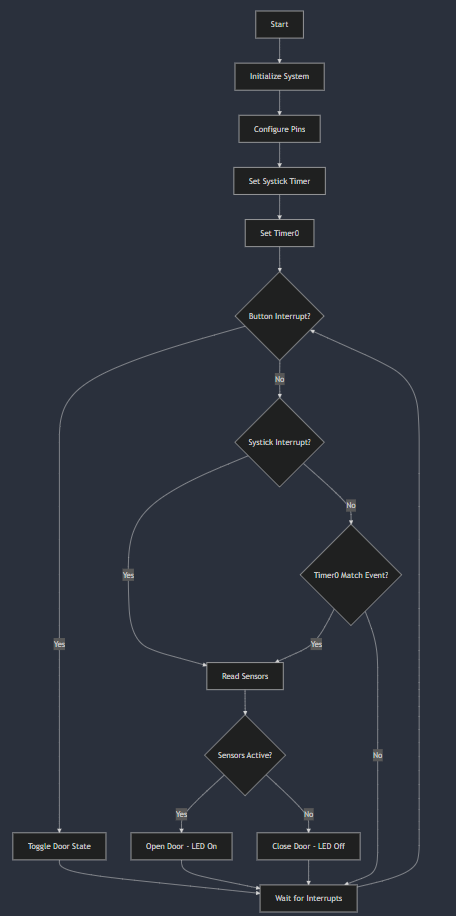 Start
Initialize System
Configure Pins
Set Systick Timer
Set Timer0
Button Interrupt?
No
Systick Interrupt?
No
Timer0 Match Event?
Yes
Yes
Yes
Read Sensors
No
Sensors Active?
Yes
No
Toggle Door State
Open Door - LED On
Close Door - LED Off
Wait for Interrupts